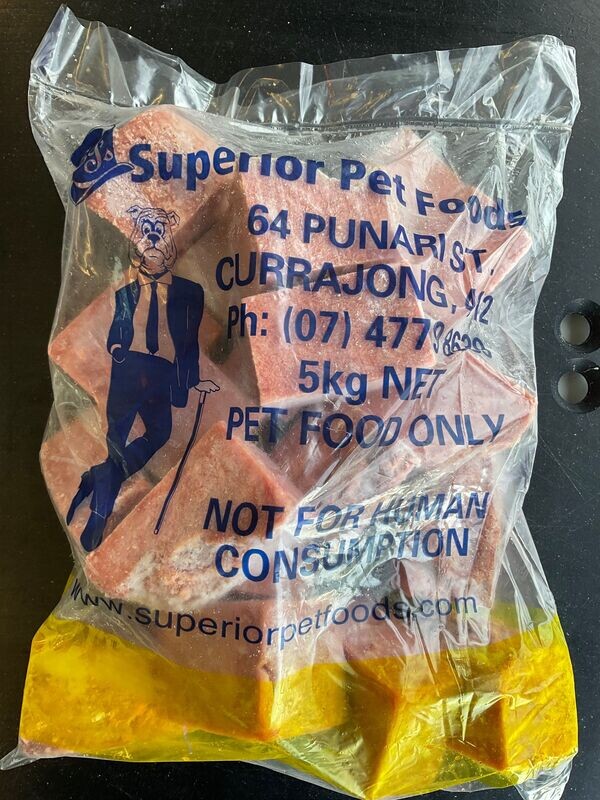 J's Superior Pet Foods
64 PUNARI ST.
CURRAJONG,
Ph: (07) 4779
5kg NET
PET FOOD ONLY
NOT FOR HUMAN
CONSUMPTION
www.superiorpetfoods.com